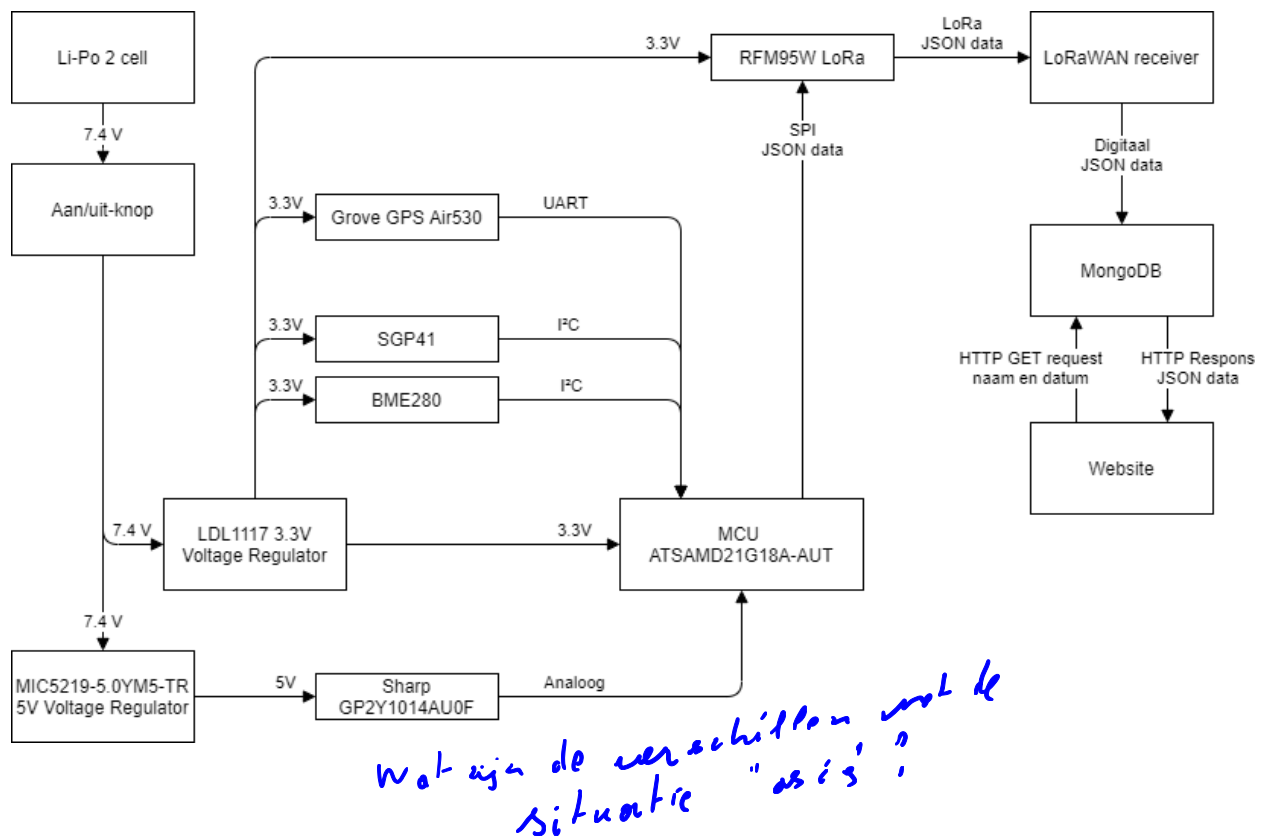 Li-Po 2 cell
7.4 V
Aan/uit-knop
7.4 V
LDL1117 3.3V
Voltage Regulator
7.4 V
MIC5219-5.0YM5-TR
5V Voltage Regulator
3.3V
RFM95W LoRa
3.3V
Grove GPS Air530
UART
3.3V
SGP41
I²C
3.3V
BME280
I²C
3.3V
MCU
ATSAMD21G18A-AUT
5V
Sharp
GP2Y1014AU0F
Analoog
SPI
JSON data
LoRa
JSON data
LoRaWAN receiver
Digitaal
JSON data
MongoDB
HTTP GET request
naam en datum
HTTP Respons
JSON data
Website
Wat zijn de verschillen met de
situatie "as is"?